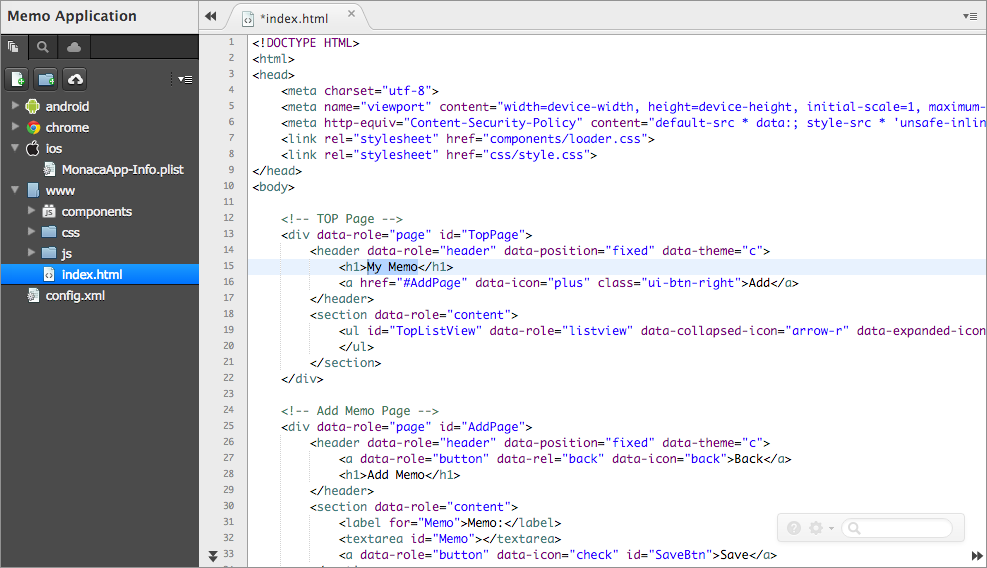 Memo Application
*index.html
android
chrome
ios
MonacaApp-Info.plist
www
components
css
js
index.html
config.xml
1 <!DOCTYPE HTML>
2 <html>
3 <head>
4 <meta charset="utf-8">
5 <meta name="viewport" content="width=device-width, height=device-height, initial-scale=1, maximum-
6 <meta http-equiv="Content-Security-Policy" content="default-src * data:; style-src * 'unsafe-inlin
7 <link rel="stylesheet" href="components/loader.css">
8 <link rel="stylesheet" href="css/style.css">
9 </head>
10 <body>
11
12 <!-- TOP Page -->
13 <div data-role="page" id="TopPage">
14 <header data-role="header" data-position="fixed" data-theme="c">
15 <h1>My Memo</h1>
16 <a href="#AddPage" data-icon="plus" class="ui-btn-right">Add</a>
17 </header>
18 <section data-role="content">
19 <ul id="TopListView" data-role="listview" data-collapsed-icon="arrow-r" data-expanded-icon
20 </ul>
21 </section>
22 </div>
23
24 <!-- Add Memo Page -->
25 <div data-role="page" id="AddPage">
26 <header data-role="header" data-position="fixed" data-theme="c">
27 <a data-role="button" data-rel="back" data-icon="back">Back</a>
28 <h1>Add Memo</h1>
29 </header>
30 <section data-role="content">
31 <label for="Memo">Memo:</label>
32 <textarea id="Memo"></textarea>
33 <a data-role="button" data-icon="check" id="SaveBtn">Save</a>